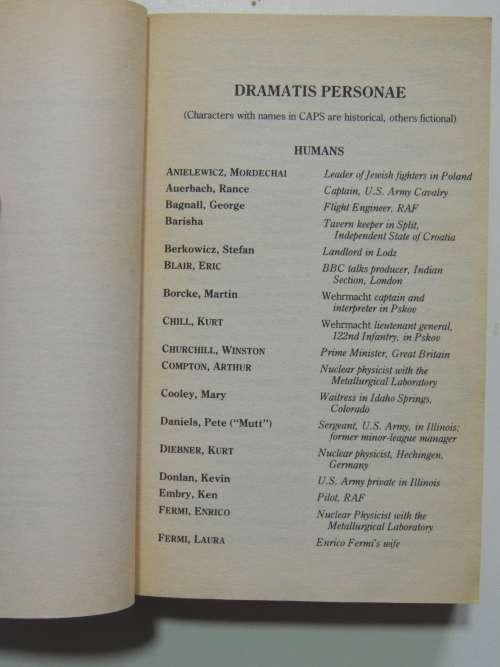 DRAMATIS PERSONAE
(Characters with names in CAPS are historical, others fictional)
HUMANS
ANIELEWICZ, MORDECHAI Leader of Jewish fighters in Poland
Auerbach, Rance Captain, U.S. Army Cavalry
Bagnall, George Flight Engineer, RAF
Barisha Tavern keeper in Split,
Independent State of Croatia
Berkowicz, Stefan Landlord in Lodz
BLAIR, ERIC BBC talks producer, Indian
Section, London
Borcke, Martin Wehrmacht captain and
interpreter in Pskov
CHILL, KURT Wehrmacht lieutenant general,
122nd Infantry, in Pskov
CHURCHILL, WINSTON Prime Minister, Great Britain
COMPTON, ARTHUR Nuclear physicist with the
Metallurgical Laboratory
Cooley, Mary Waitress in Idaho Springs,
Colorado
Daniels, Pete ("Mutt") Sergeant, U.S. Army, in Illinois;
former minor-league manager
DIEBNER, KURT Nuclear physicist, Hechingen,
Germany
Donlan, Kevin U.S. Army private in Illinois
Embry, Ken Pilot, RAF
FERMI, ENRICO Nuclear Physicist with the
Metallurgical Laboratory
FERMI, LAURA Enrico Fermi's wife